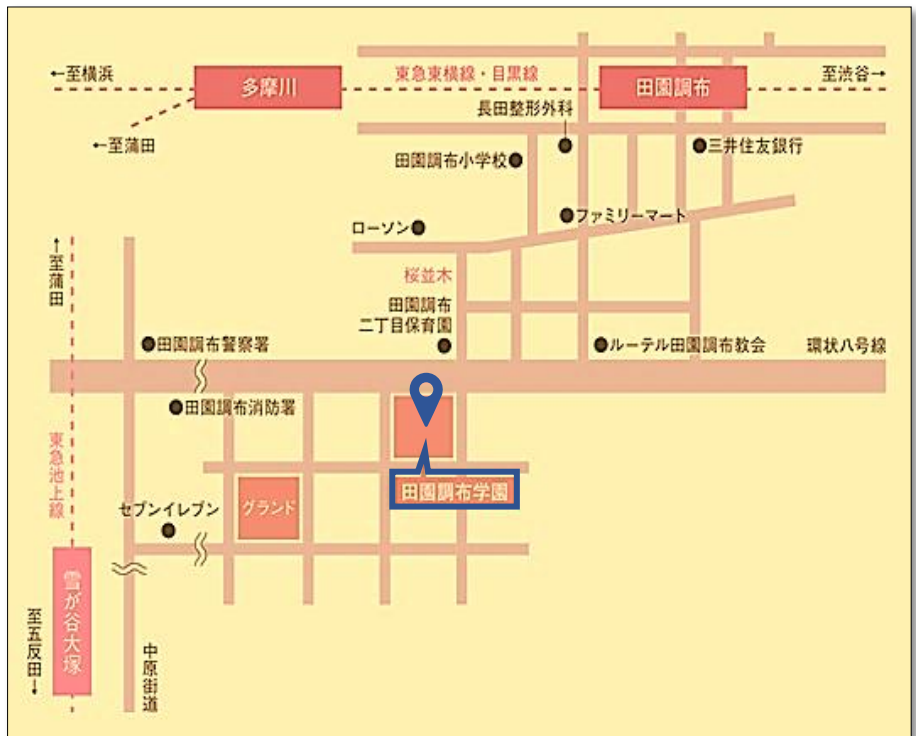 ←至横浜
多摩川
東急東横線・目黒線
田園調布
至渋谷→
長田整形外科
←至蒲田
田園調布小学校
三井住友銀行
ファミリーマート
ローソン
←至蒲田
桜並木
田園調布
二丁目保育園
田園調布警察署
ルーテル田園調布教会
環状八号線
田園調布消防署
東急池上線
田園調布学園
セブンイレブン
グランド
雪が谷大塚
至五反田→
中原街道